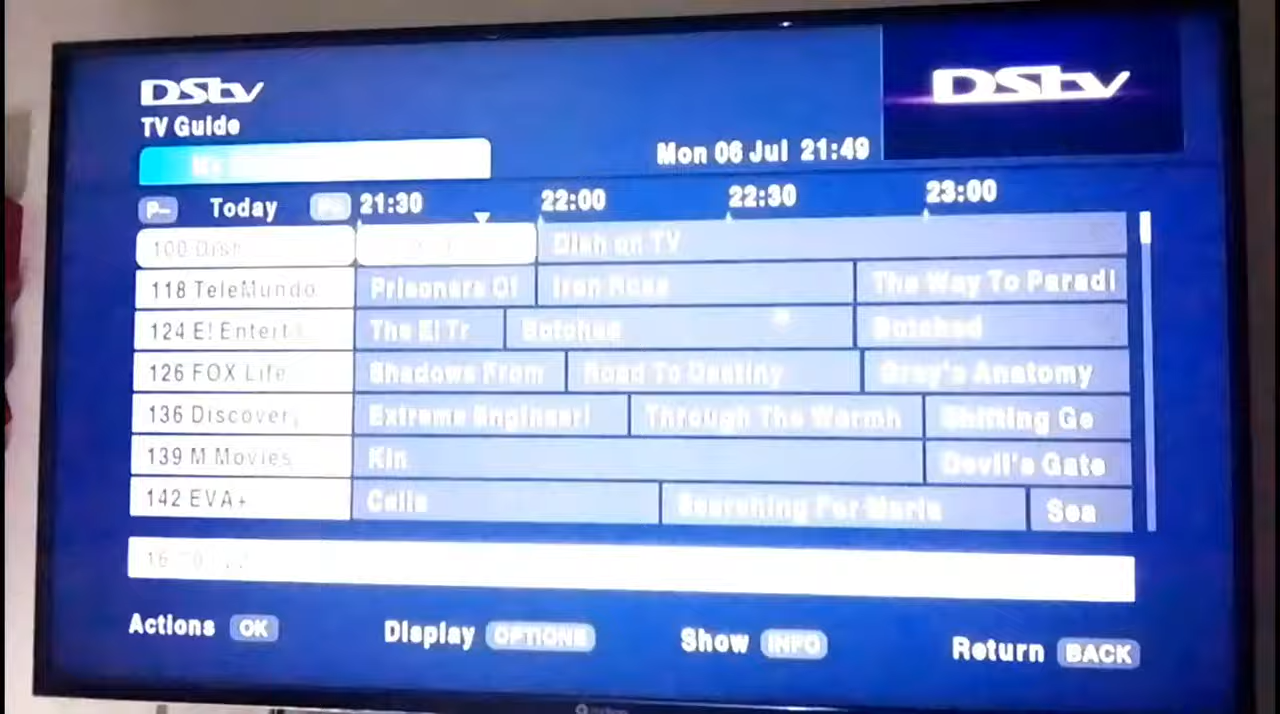 DStv
DStv
TV Guide
Mon 06 Jul 21:49
P- Today 21:30 22:00 22:30 23:00
100 Dish Dish on TV
118 TeleMundo Prisoners Of Iron Rose The Way To Paradi
124 E! Entert The E! Tr Botched Botched
126 FOX Life Shadows From Road To Destiny Grey's Anatomy
136 Discovery Extreme Engineeri Through The Wormh Shifting Ge
139 M Movies Kin Devil's Gate
142 EVA+ Calle Searching For Maria Sea
Actions OK Display OPTIONS Show INFO Return BACK